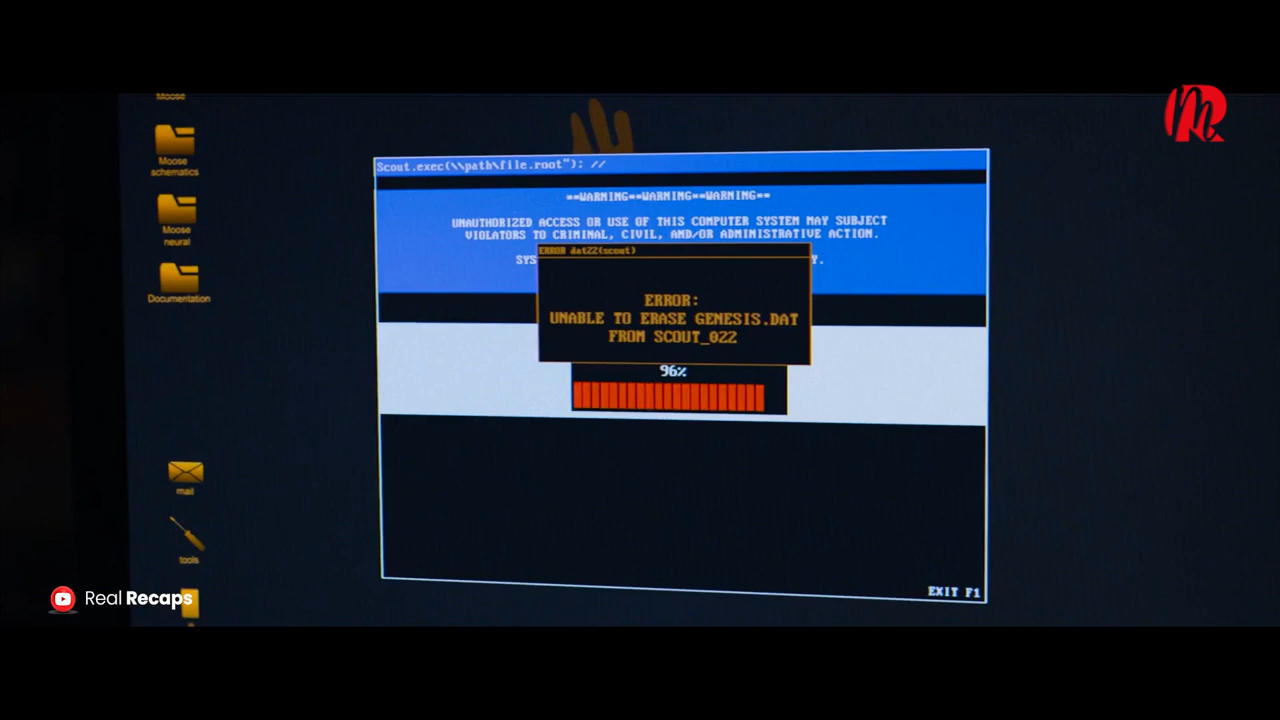 Moose
Moose
schematics
Moose
neural
Documentation
mail
tools
Scout.exec(\\path\file.root"): //
==WARNING==WARNING==WARNING==
UNAUTHORIZED ACCESS OR USE OF THIS COMPUTER SYSTEM MAY SUBJECT
VIOLATORS TO CRIMINAL, CIVIL, AND/OR ADMINISTRATIVE ACTION.
SYS
Y.
ERROR datZZ(scout)
ERROR:
UNABLE TO ERASE GENESIS.DAT
FROM SCOUT_022
96%
EXIT F1
Real Recaps